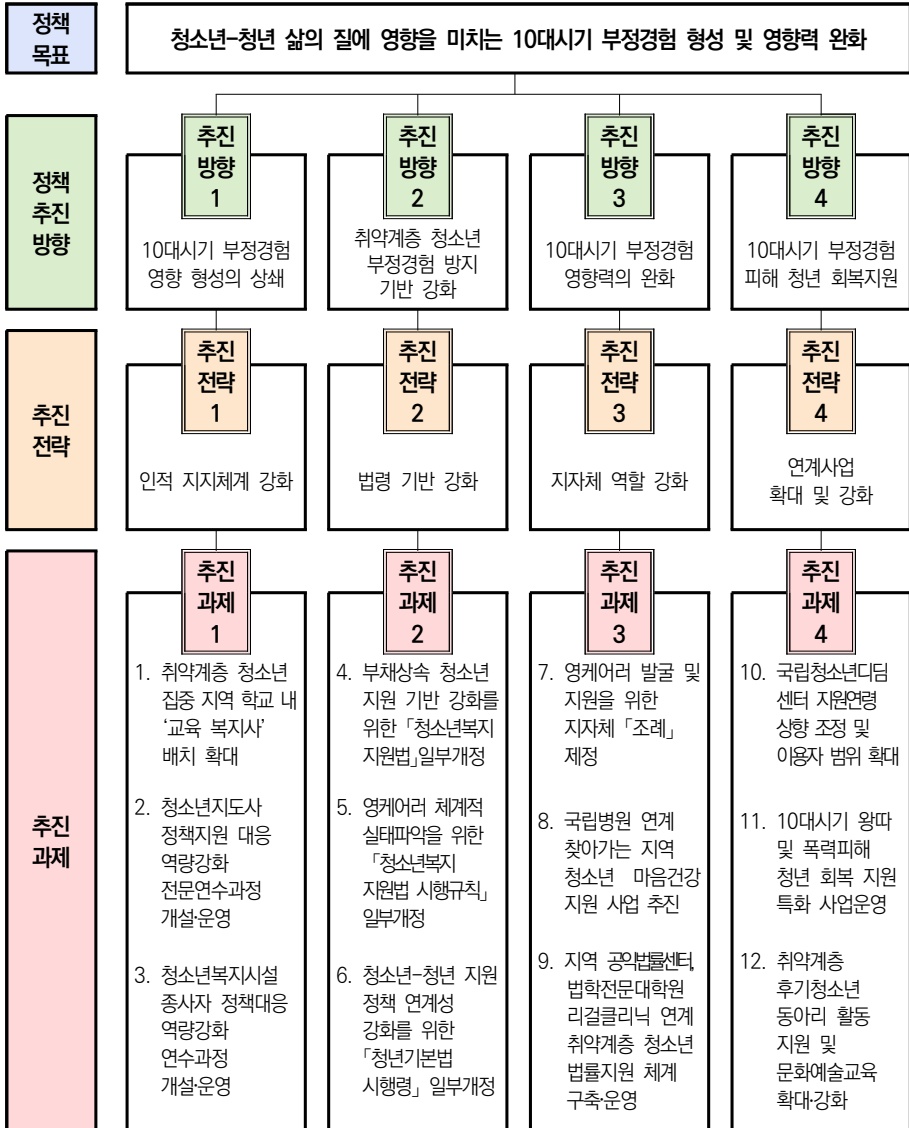 정책
목표
청소년-청년 삶의 질에 영향을 미치는 10대시기 부정경험 형성 및 영향력 완화
정책
추진
방향
추진
방향
1
10대시기 부정경험
영향 형성의 상쇄
추진
방향
2
취약계층 청소년
부정경험 방지
기반 강화
추진
방향
3
10대시기 부정경험
영향력의 완화
추진
방향
4
10대시기 부정경험
피해 청년 회복지원
추진
전략
추진
전략
1
인적 지지체계 강화
추진
전략
2
법령 기반 강화
추진
전략
3
지자체 역할 강화
추진
전략
4
연계사업
확대 및 강화
추진
과제
추진
과제
1
1. 취약계층 청소년
집중 지역 학교 내
‘교육 복지사’
배치 확대
2. 청소년지도사
정책지원 대응
역량강화
전문연수과정
개설·운영
3. 청소년복지시설
종사자 정책대응
역량강화
연수과정
개설·운영
추진
과제
2
4. 부채상속 청소년
지원 기반 강화를
위한 「청소년복지
지원법」일부개정
5. 영케어러 체계적
실태파악을 위한
「청소년복지
지원법 시행규칙」
일부개정
6. 청소년-청년 지원
정책 연계성
강화를 위한
「청년기본법
시행령」 일부개정
추진
과제
3
7. 영케어러 발굴 및
지원을 위한
지자체 「조례」
제정
8. 국립병원 연계
찾아가는 지역
청소년 마음건강
지원 사업 추진
9. 지역 공익법률센터,
법학전문대학원
리걸클리닉 연계
취약계층 청소년
법률지원 체계
구축·운영
추진
과제
4
10. 국립청소년디딤
센터 지원연령
상향 조정 및
이용자 범위 확대
11. 10대시기 왕따
및 폭력피해
청년 회복 지원
특화 사업운영
12. 취약계층
후기청소년
동아리 활동
지원 및
문화예술교육
확대·강화